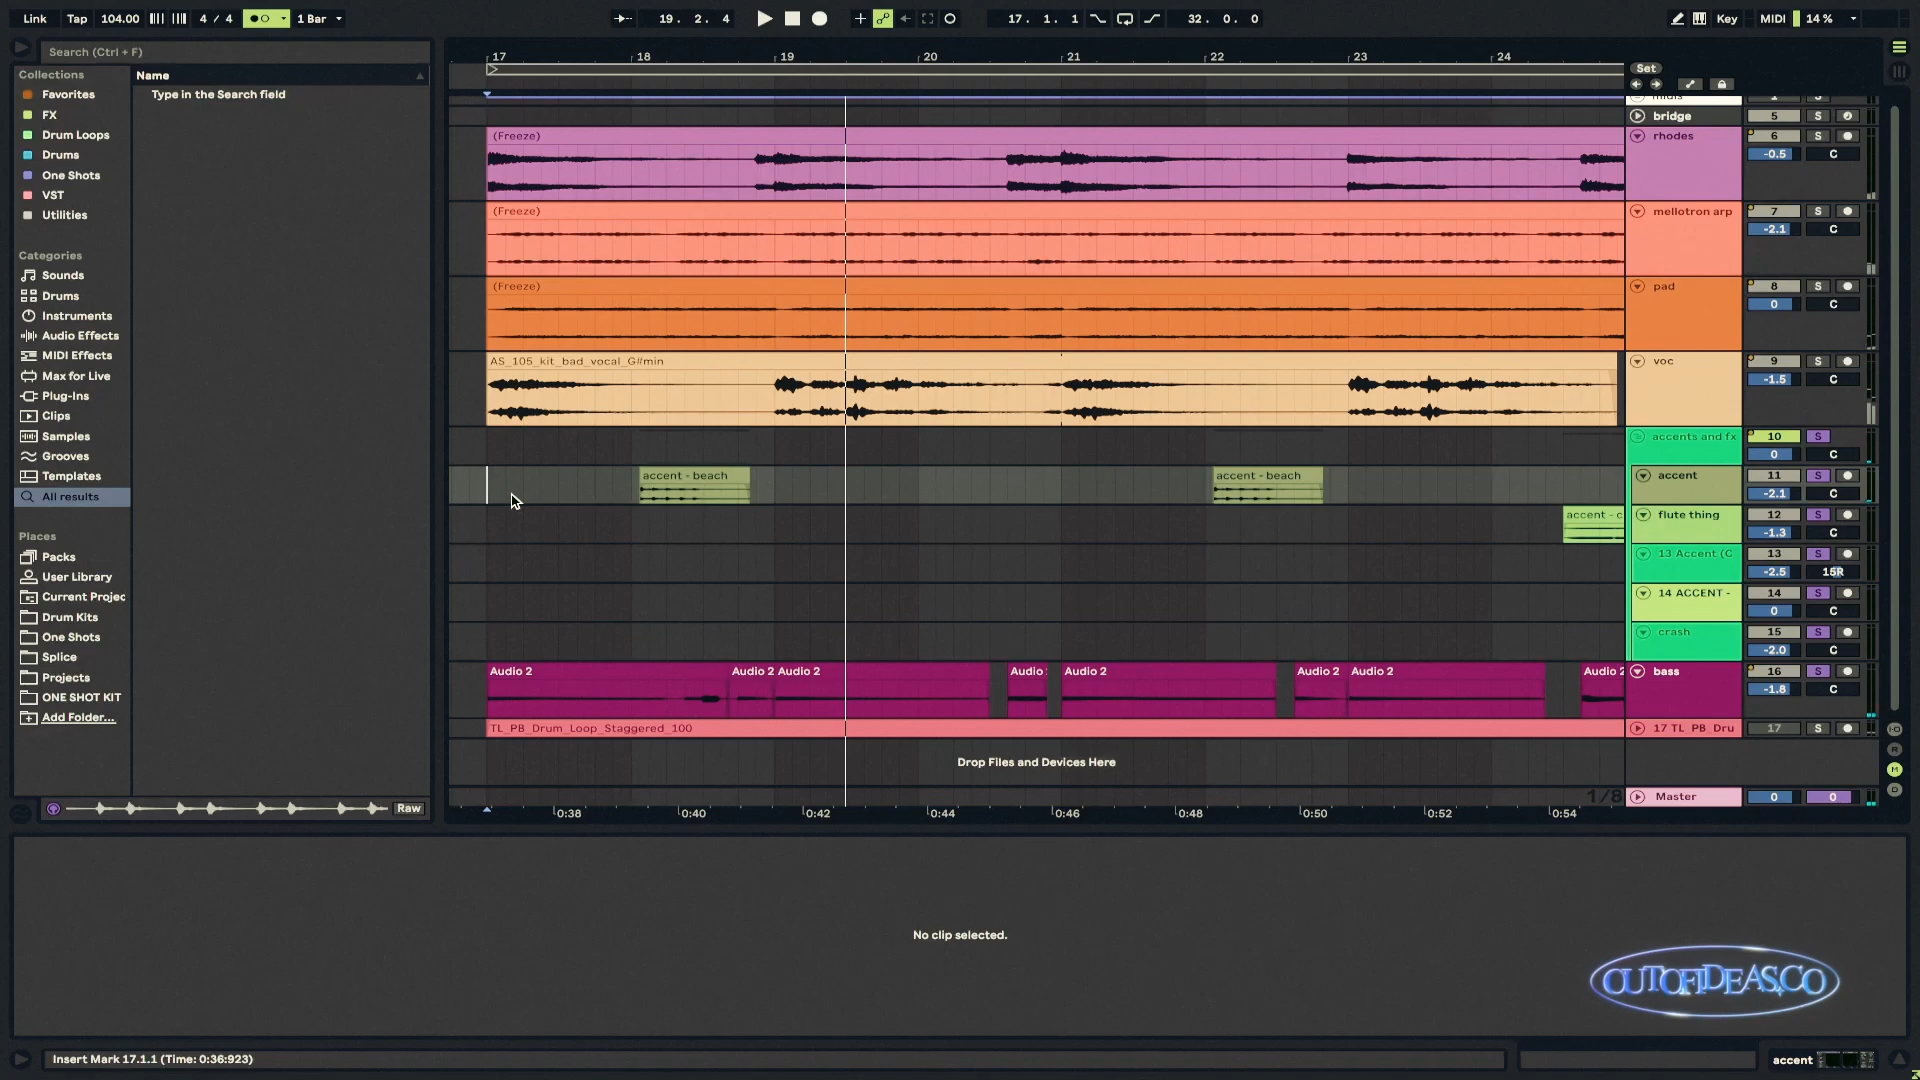 Link Tap 104.00 4 / 4 1 Bar 19. 2. 4 17. 1. 1 32. 0. 0 Key MIDI 14 %
Search (Ctrl + F)
Collections
Favorites
FX
Drum Loops
Drums
One Shots
VST
Utilities
Categories
Sounds
Drums
Instruments
Audio Effects
MIDI Effects
Max for Live
Plug-Ins
Clips
Samples
Grooves
Templates
All results
Places
Packs
User Library
Current Projec
Drum Kits
One Shots
Splice
Projects
ONE SHOT KIT
Add Folder...
Name
Type in the Search field
Raw
17 18 19 20 21 22 23 24
Set
bridge 5 S
(Freeze) rhodes 6 S
-0.5 C
(Freeze) mellotron arp 7 S
-2.1 C
(Freeze) pad 8 S
0 C
AS_105_kit_bad_vocal_G#min voc 9 S
-1.5 C
accents and fx 10 S
0 C
accent - beach accent - beach accent 11 S
-2.1 C
accent - c flute thing 12 S
-1.3 C
13 Accent (C 13 S
-2.5 15R
14 ACCENT - 14 S
0 C
crash 15 S
-2.0 C
Audio 2 Audio 2 Audio 2 Audio Audio 2 Audio 2 Audio 2 Audio 2 bass 16 S
-1.8 C
TL_PB_Drum_Loop_Staggered_100 17 TL PB Dru 17 S
Drop Files and Devices Here
1/8 Master 0 0
0:38 0:40 0:42 0:44 0:46 0:48 0:50 0:52 0:54
No clip selected.
OUTOFIDEAS.CO
Insert Mark 17.1.1 (Time: 0:36:923) accent